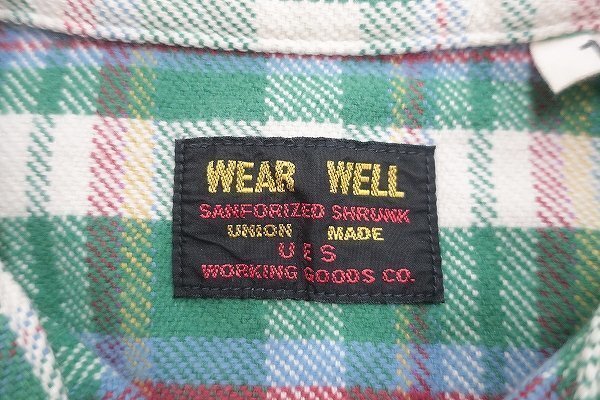 WEAR WELL
SANFORIZED SHRUNK
UNION MADE
U E S
WORKING GOODS CO.